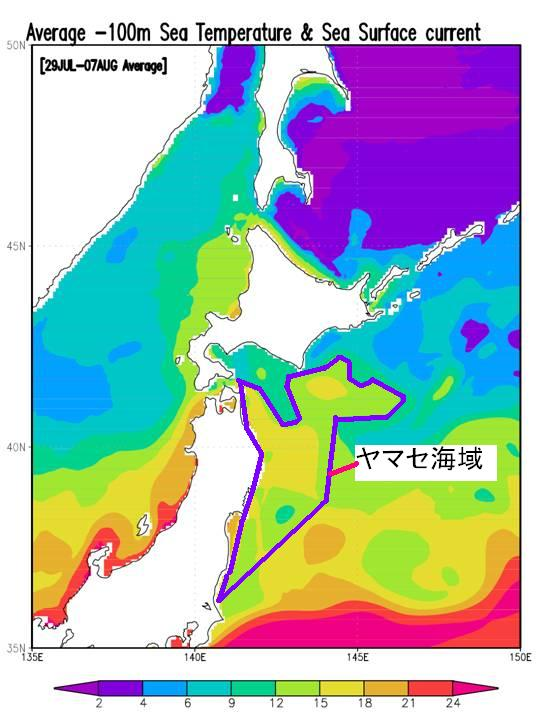 Average -100m Sea Temperature & Sea Surface current
50N
[29JUL-07AUG Average]
45N
40N
ヤマセ海域
35N
135E 140E 145E 150E
2 4 6 9 12 15 18 21 24